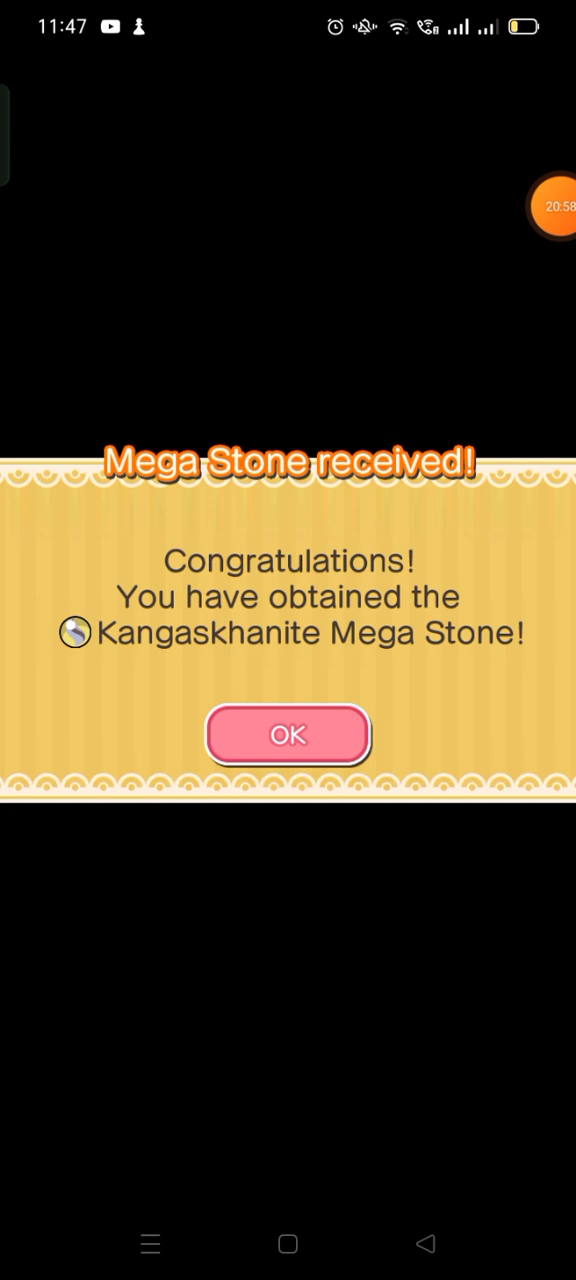 11:47
20:58
Mega Stone received!
Congratulations!
You have obtained the
Kangaskhanite Mega Stone!
OK